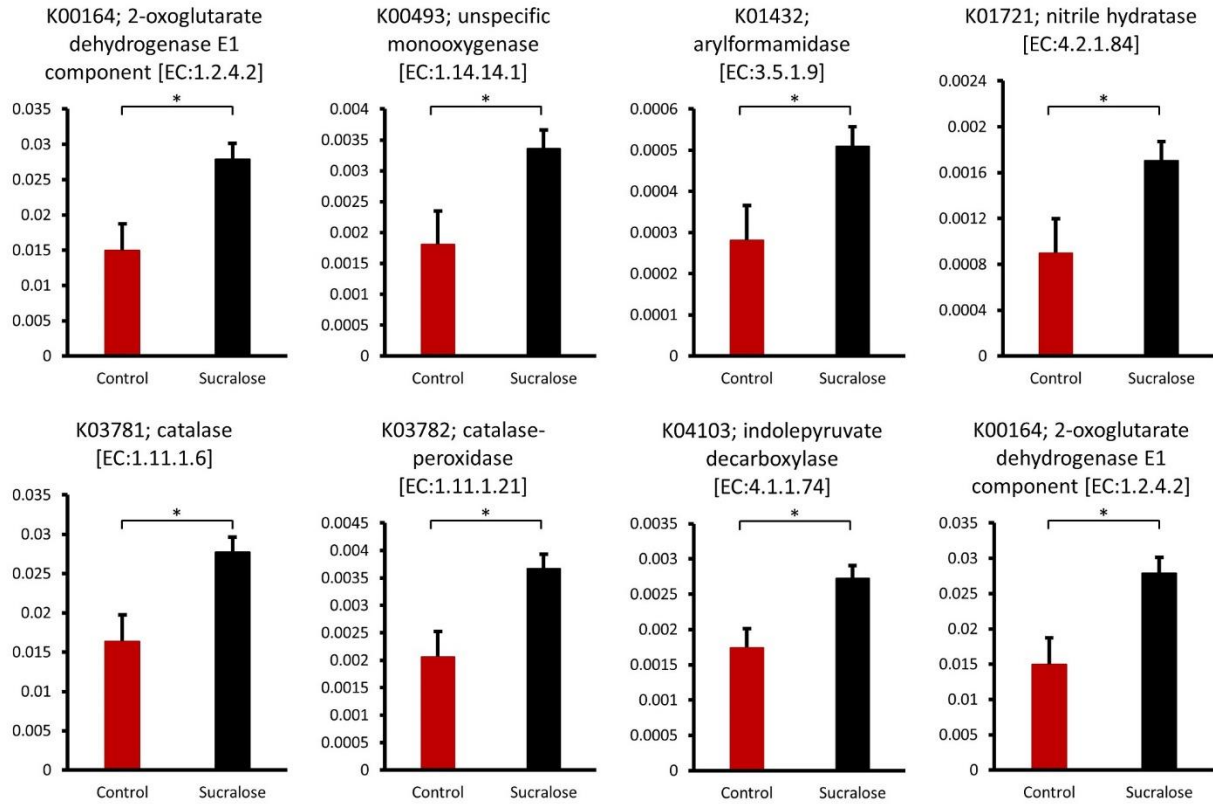 K00164; 2-oxoglutarate
dehydrogenase E1
component [EC:1.2.4.2]
*
0.035
0.03
0.025
0.02
0.015
0.01
0.005
0
Control Sucralose
K00493; unspecific
monooxygenase
[EC:1.14.14.1]
*
0.004
0.0035
0.003
0.0025
0.002
0.0015
0.001
0.0005
0
Control Sucralose
K01432;
arylformamidase
[EC:3.5.1.9]
*
0.0006
0.0005
0.0004
0.0003
0.0002
0.0001
0
Control Sucralose
K01721; nitrile hydratase
[EC:4.2.1.84]
*
0.0024
0.002
0.0016
0.0012
0.0008
0.0004
0
Control Sucralose
K03781; catalase
[EC:1.11.1.6]
*
0.035
0.03
0.025
0.02
0.015
0.01
0.005
0
Control Sucralose
K03782; catalase-
peroxidase
[EC:1.11.1.21]
*
0.0045
0.004
0.0035
0.003
0.0025
0.002
0.0015
0.001
0.0005
0
Control Sucralose
K04103; indolepyruvate
decarboxylase
[EC:4.1.1.74]
*
0.0035
0.003
0.0025
0.002
0.0015
0.001
0.0005
0
Control Sucralose
K00164; 2-oxoglutarate
dehydrogenase E1
component [EC:1.2.4.2]
*
0.035
0.03
0.025
0.02
0.015
0.01
0.005
0
Control Sucralose